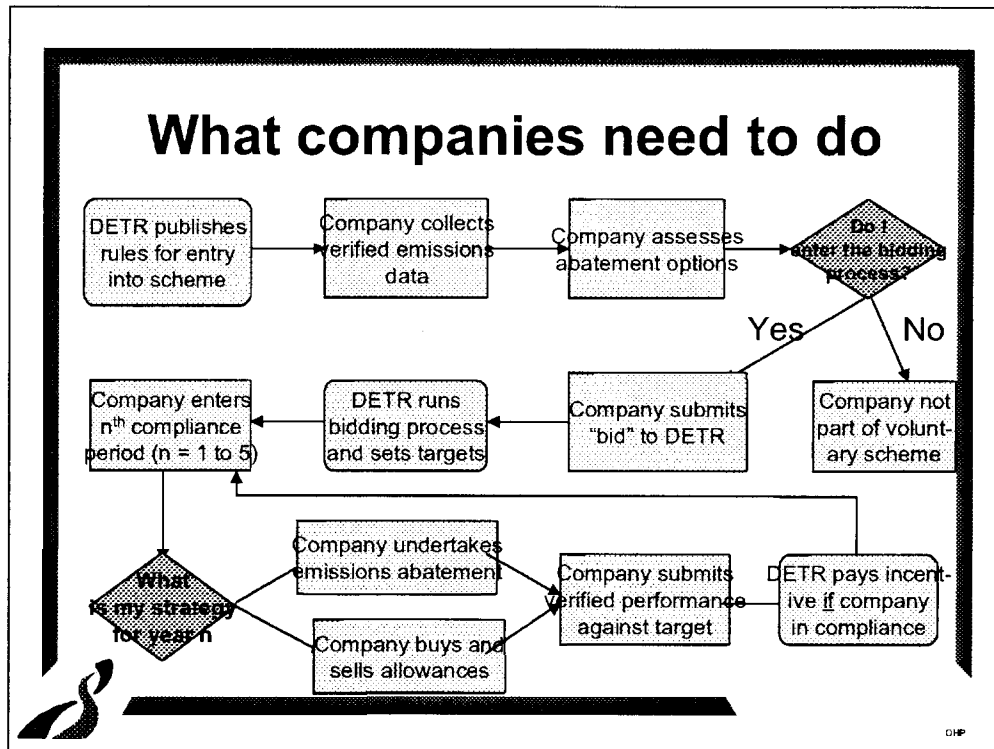 What companies need to do
DETR publishes
rules for entry
into scheme
Company collects
verified emissions
data
Company assesses
abatement options
Do I
enter the bidding
process?
Yes
No
Company enters
nth compliance
period (n = 1 to 5)
DETR runs
bidding process
and sets targets
Company submits
“bid” to DETR
Company not
part of volunt-
ary scheme
What
is my strategy
for year n
Company undertakes
emissions abatement
Company buys and
sells allowances
Company submits
verified performance
against target
DETR pays incent-
ive if company
in compliance
OHP